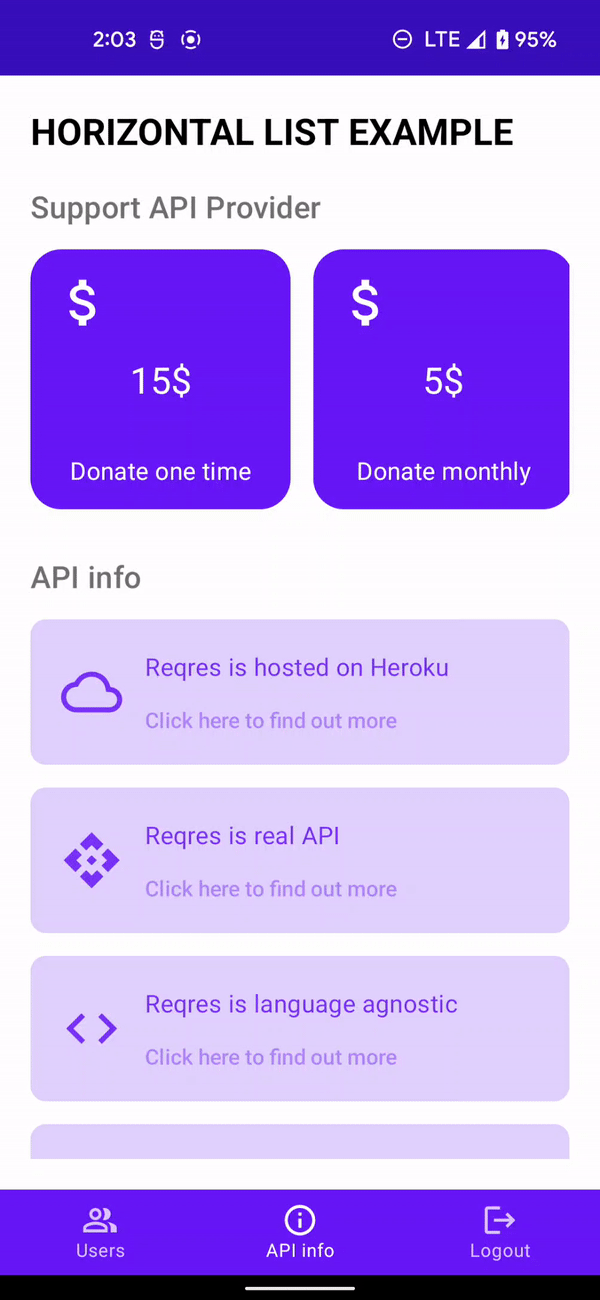 2:03 LTE 95%
HORIZONTAL LIST EXAMPLE
Support API Provider
$ $
15$ 5$
Donate one time Donate monthly
API info
Reqres is hosted on Heroku
Click here to find out more
Reqres is real API
Click here to find out more
Reqres is language agnostic
Click here to find out more
Users API info Logout